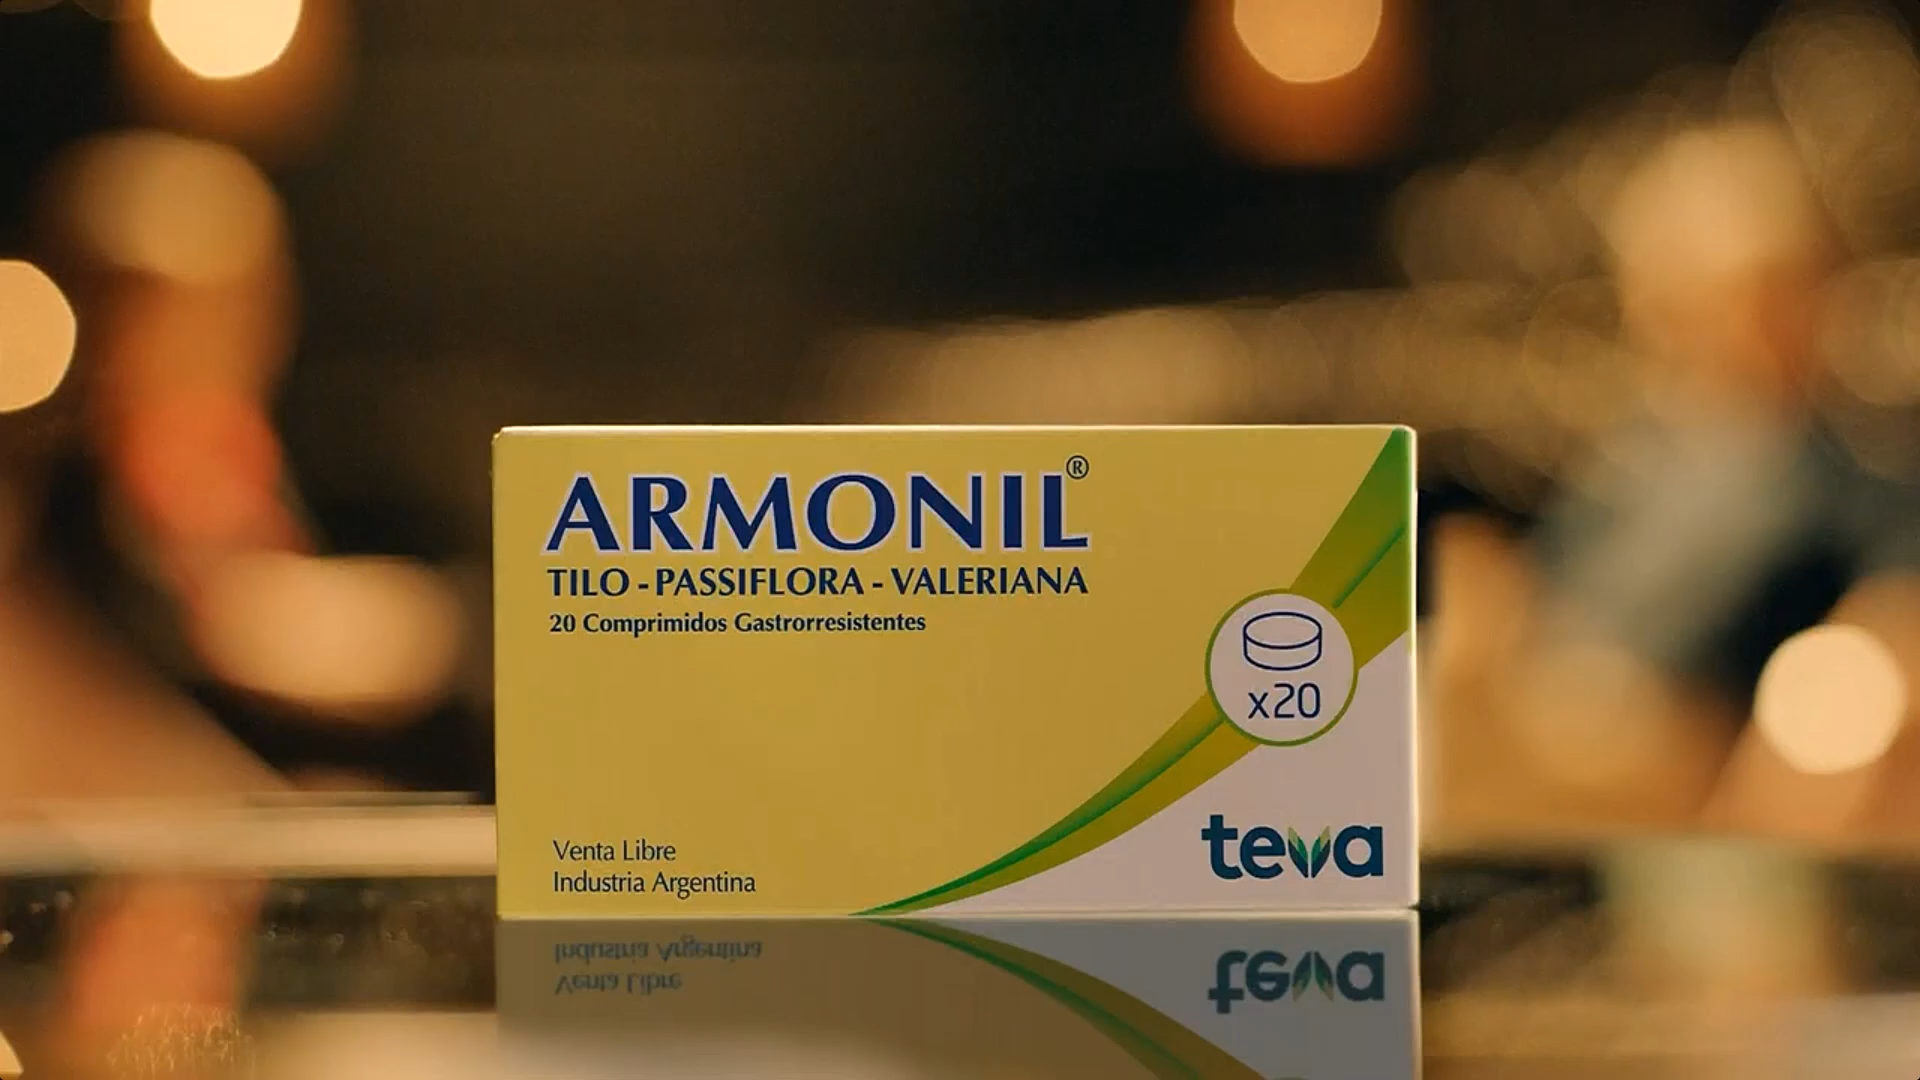 ARMONIL®
TILO - PASSIFLORA - VALERIANA
20 Comprimidos Gastrorresistentes
x20
Venta Libre
Industria Argentina
teva